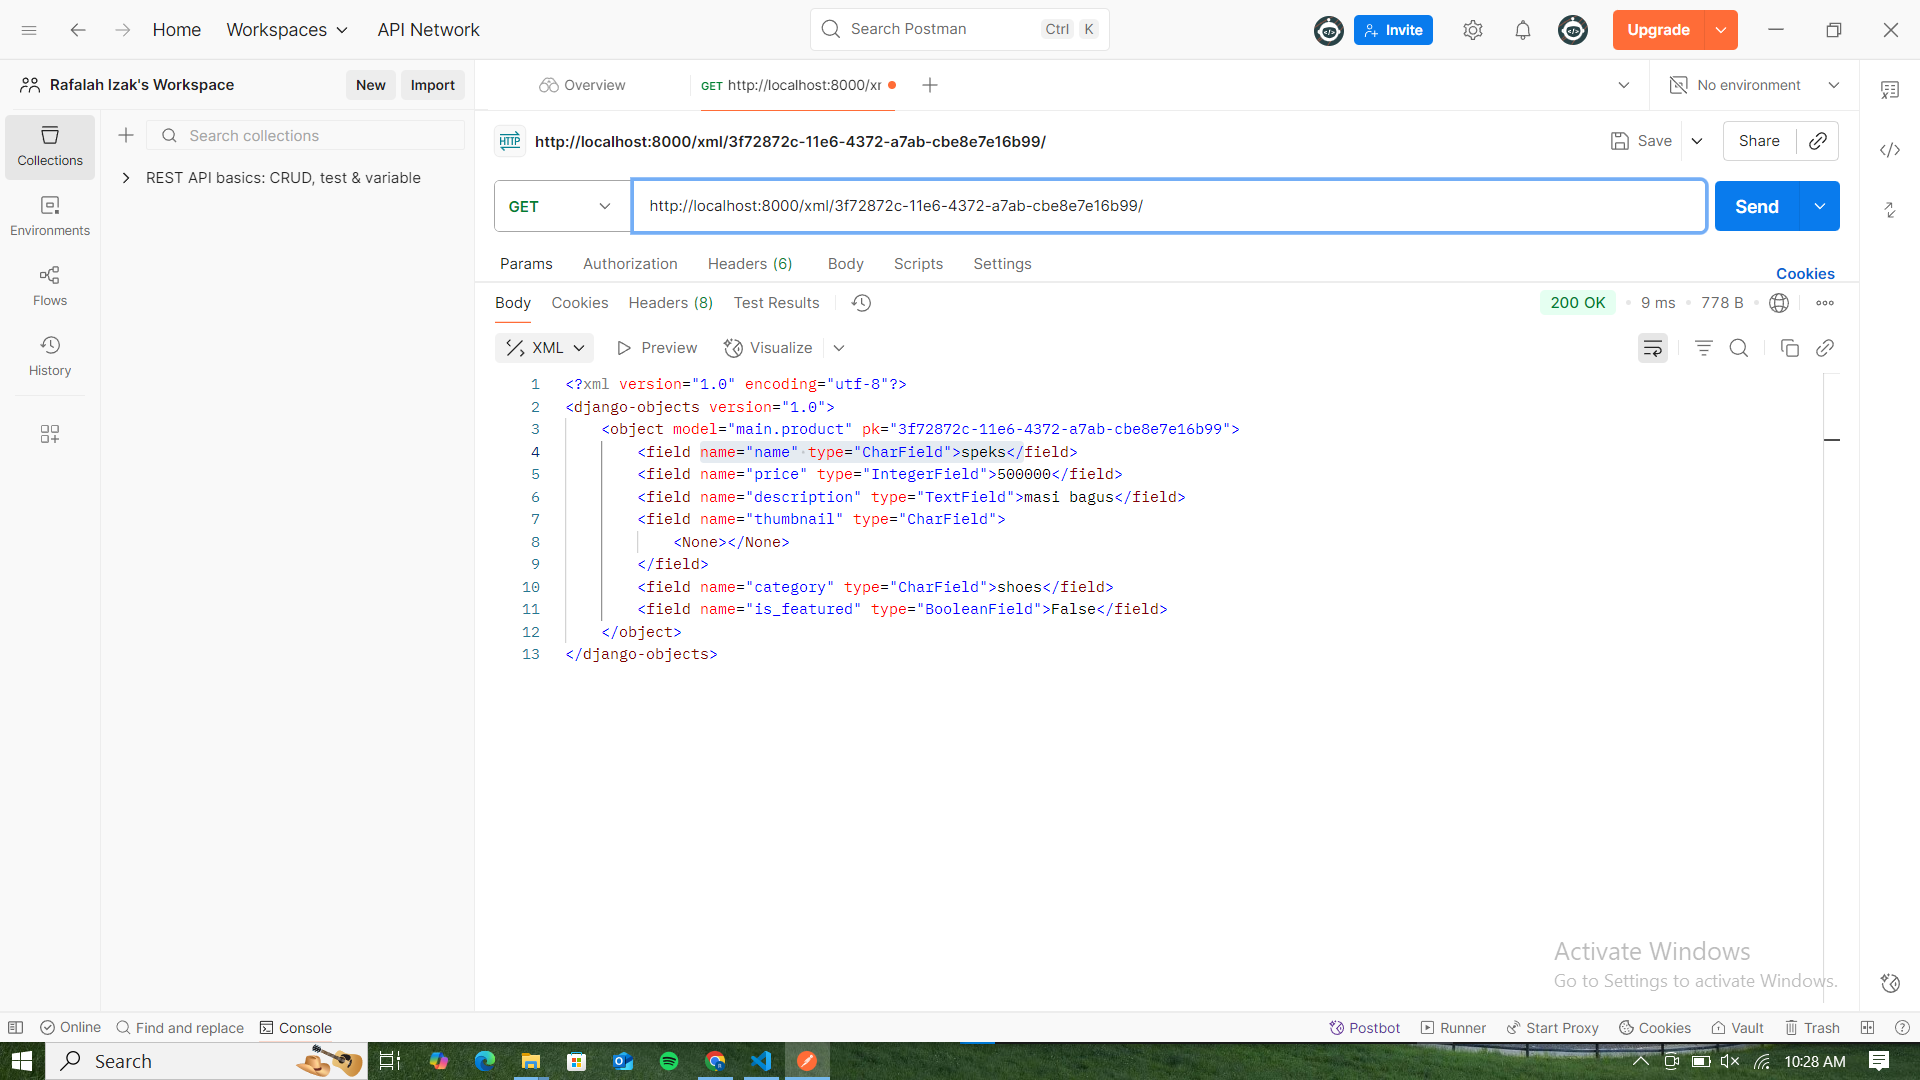 Home
Workspaces
API Network
Search Postman
Ctrl
K
Invite
Upgrade
Rafalah Izak's Workspace
New
Import
Overview
GET http://localhost:8000/xr
No environment
Collections
Search collections
http://localhost:8000/xml/3f72872c-11e6-4372-a7ab-cbe8e7e16b99/
Save
Share
REST API basics: CRUD, test & variable
GET
http://localhost:8000/xml/3f72872c-11e6-4372-a7ab-cbe8e7e16b99/
Send
Environments
Params
Authorization
Headers (6)
Body
Scripts
Settings
Cookies
Flows
Body
Cookies
Headers (8)
Test Results
200 OK
9 ms
778 B
History
XML
Preview
Visualize
1 <?xml version="1.0" encoding="utf-8"?>
2 <django-objects version="1.0">
3 <object model="main.product" pk="3f72872c-11e6-4372-a7ab-cbe8e7e16b99">
4 <field name="name" type="CharField">speks</field>
5 <field name="price" type="IntegerField">500000</field>
6 <field name="description" type="TextField">masi bagus</field>
7 <field name="thumbnail" type="CharField">
8 <None></None>
9 </field>
10 <field name="category" type="CharField">shoes</field>
11 <field name="is_featured" type="BooleanField">False</field>
12 </object>
13 </django-objects>
Activate Windows
Go to Settings to activate Windows.
Online
Find and replace
Console
Postbot
Runner
Start Proxy
Cookies
Vault
Trash
Search
10:28 AM